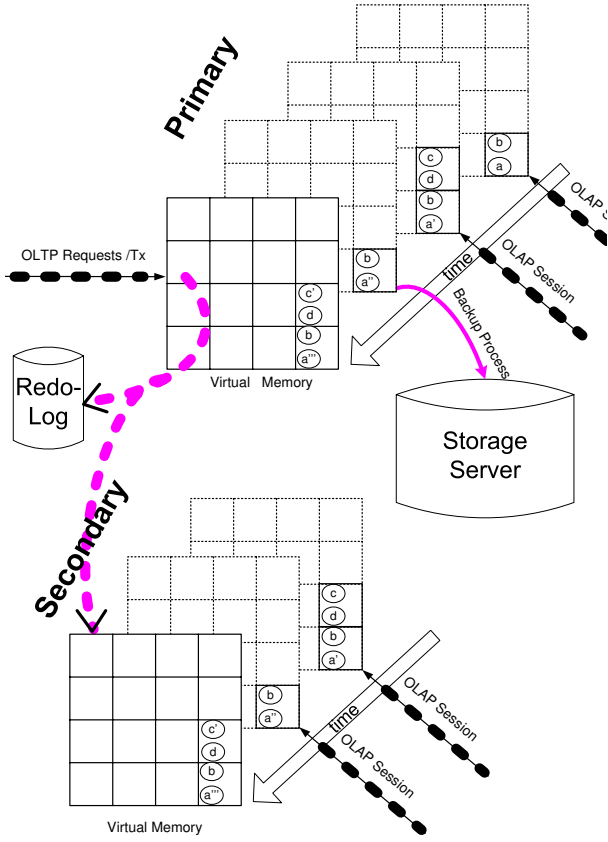 Primary
b
a
OLAP S
c
d
b
a'
OLAP Session
time
b
a''
Backup Process
OLTP Requests /Tx
c'
d
b
a'''
Virtual Memory
Redo-
Log
Storage
Server
Secondary
c
d
b
a'
OLAP Session
time
b
a''
OLAP Session
c'
d
b
a'''
Virtual Memory